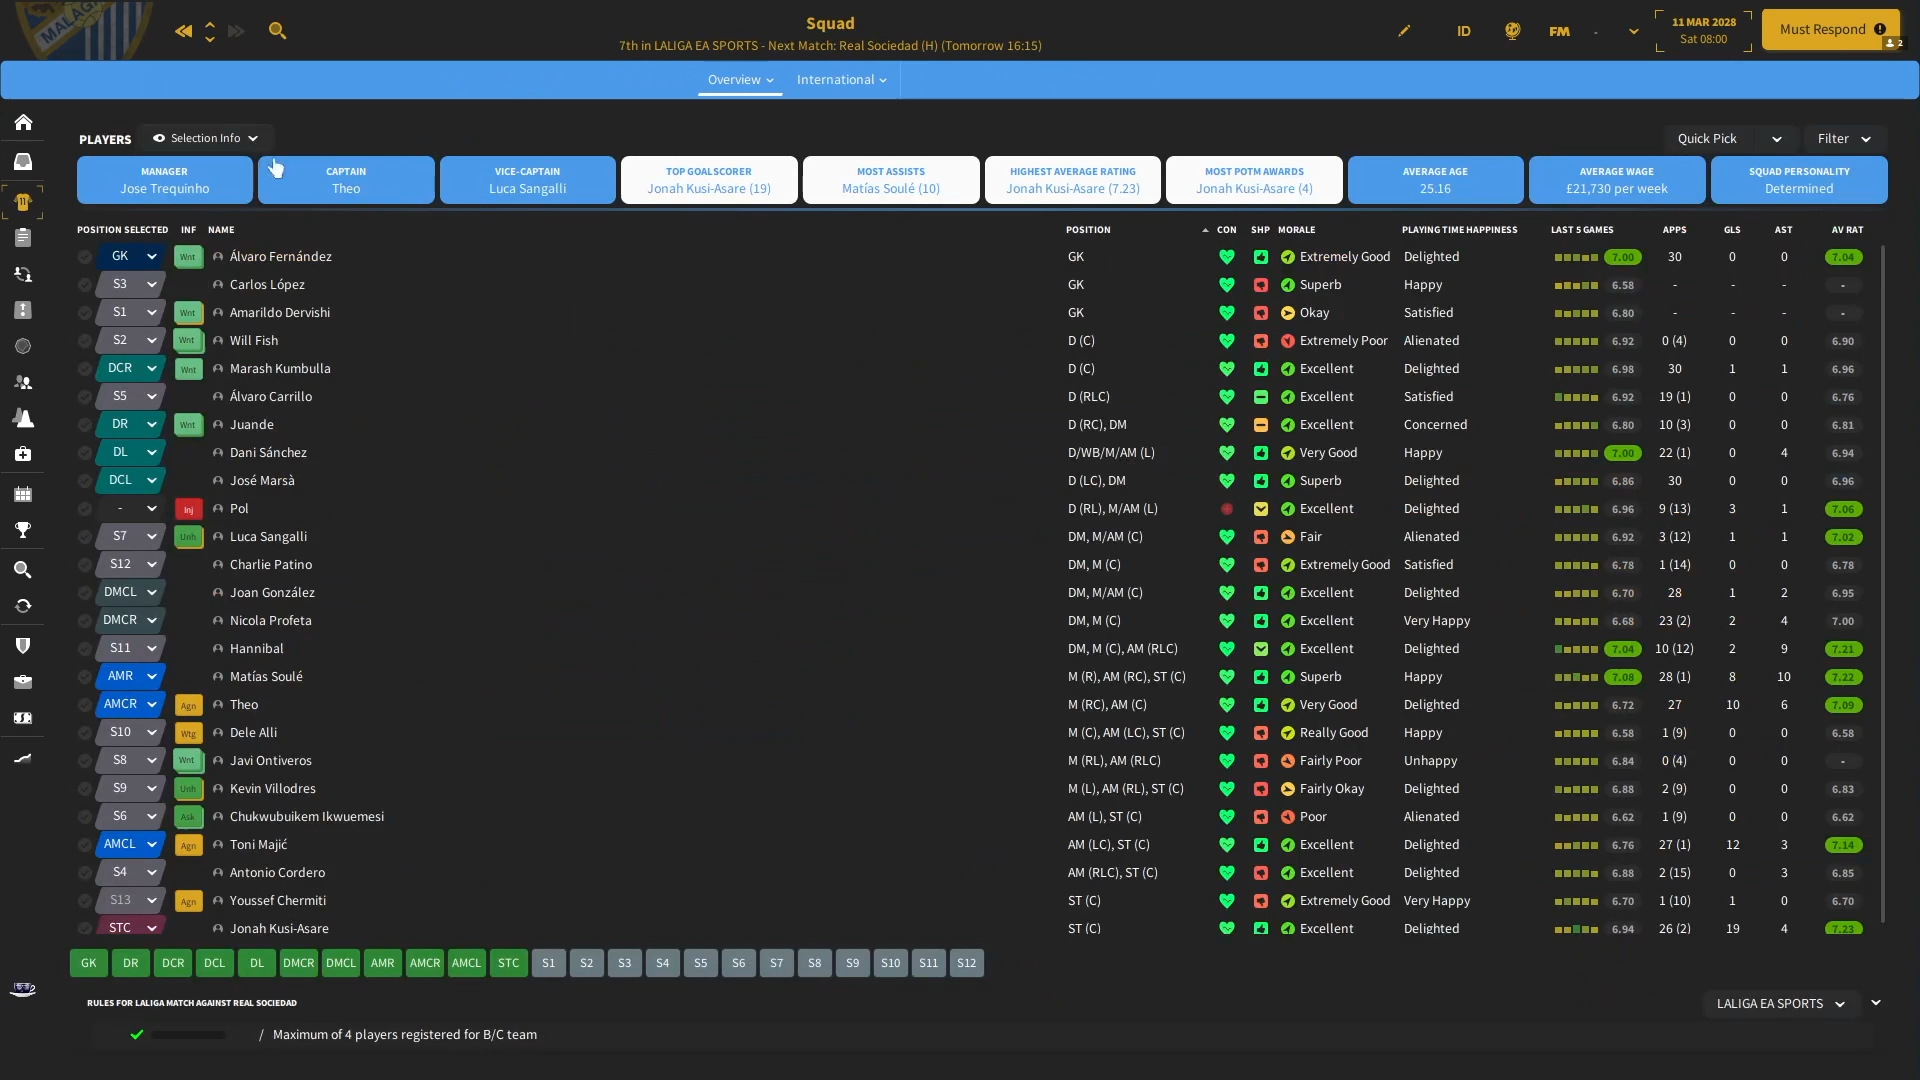 MALAGA
Squad
7th in LALIGA EA SPORTS - Next Match: Real Sociedad (H) (Tomorrow 16:15)
ID
FM
-
11 MAR 2028
Sat 08:00
Must Respond
2
Overview
International
PLAYERS
Selection Info
Quick Pick
Filter
MANAGER
Jose Trequinho
CAPTAIN
Theo
VICE-CAPTAIN
Luca Sangalli
TOP GOALSCORER
Jonah Kusi-Asare (19)
MOST ASSISTS
Matías Soulé (10)
HIGHEST AVERAGE RATING
Jonah Kusi-Asare (7.23)
MOST POTM AWARDS
Jonah Kusi-Asare (4)
AVERAGE AGE
25.16
AVERAGE WAGE
£21,730 per week
SQUAD PERSONALITY
Determined
POSITION SELECTED INF NAME POSITION CON SHP MORALE PLAYING TIME HAPPINESS LAST 5 GAMES APPS GLS AST AV RAT
GK Wnt Álvaro Fernández GK Extremely Good Delighted 7.00 30 0 0 7.04
S3 Carlos López GK Superb Happy 6.58 - - - -
S1 Wnt Amarildo Dervishi GK Okay Satisfied 6.80 - - - -
S2 Wnt Will Fish D (C) Extremely Poor Alienated 6.92 0 (4) 0 0 6.90
DCR Wnt Marash Kumbulla D (C) Excellent Delighted 6.98 30 1 1 6.96
S5 Álvaro Carrillo D (RLC) Excellent Satisfied 6.92 19 (1) 0 0 6.76
DR Wnt Juande D (RC), DM Excellent Concerned 6.80 10 (3) 0 0 6.81
DL Dani Sánchez D/WB/M/AM (L) Very Good Happy 7.00 22 (1) 0 4 6.94
DCL José Marsà D (LC), DM Superb Delighted 6.86 30 0 0 6.96
- Inj Pol D (RL), M/AM (L) Excellent Delighted 6.96 9 (13) 3 1 7.06
S7 Unh Luca Sangalli DM, M/AM (C) Fair Alienated 6.92 3 (12) 1 1 7.02
S12 Charlie Patino DM, M (C) Extremely Good Satisfied 6.78 1 (14) 0 0 6.78
DMCL Joan González DM, M/AM (C) Excellent Delighted 6.70 28 1 2 6.95
DMCR Nicola Profeta DM, M (C) Excellent Very Happy 6.68 23 (2) 2 4 7.00
S11 Hannibal DM, M (C), AM (RLC) Excellent Delighted 7.04 10 (12) 2 9 7.21
AMR Matías Soulé M (R), AM (RC), ST (C) Superb Happy 7.08 28 (1) 8 10 7.22
AMCR Agn Theo M (RC), AM (C) Very Good Delighted 6.72 27 10 6 7.09
S10 Wtg Dele Alli M (C), AM (LC), ST (C) Really Good Happy 6.58 1 (9) 0 0 6.58
S8 Wnt Javi Ontiveros M (RL), AM (RLC) Fairly Poor Unhappy 6.84 0 (4) 0 0 -
S9 Unh Kevin Villodres M (L), AM (RL), ST (C) Fairly Okay Delighted 6.88 2 (9) 0 0 6.83
S6 Ask Chukwubuikem Ikwuemesi AM (L), ST (C) Poor Alienated 6.62 1 (9) 0 0 6.62
AMCL Agn Toni Majić AM (LC), ST (C) Excellent Delighted 6.76 27 (1) 12 3 7.14
S4 Antonio Cordero AM (RLC), ST (C) Excellent Delighted 6.88 2 (15) 0 3 6.85
S13 Agn Youssef Chermiti ST (C) Extremely Good Very Happy 6.70 1 (10) 1 0 6.70
STC Jonah Kusi-Asare ST (C) Excellent Delighted 6.94 26 (2) 19 4 7.23
GK DR DCR DCL DL DMCR DMCL AMR AMCR AMCL STC S1 S2 S3 S4 S5 S6 S7 S8 S9 S10 S11 S12
RULES FOR LALIGA MATCH AGAINST REAL SOCIEDAD
LALIGA EA SPORTS
/ Maximum of 4 players registered for B/C team